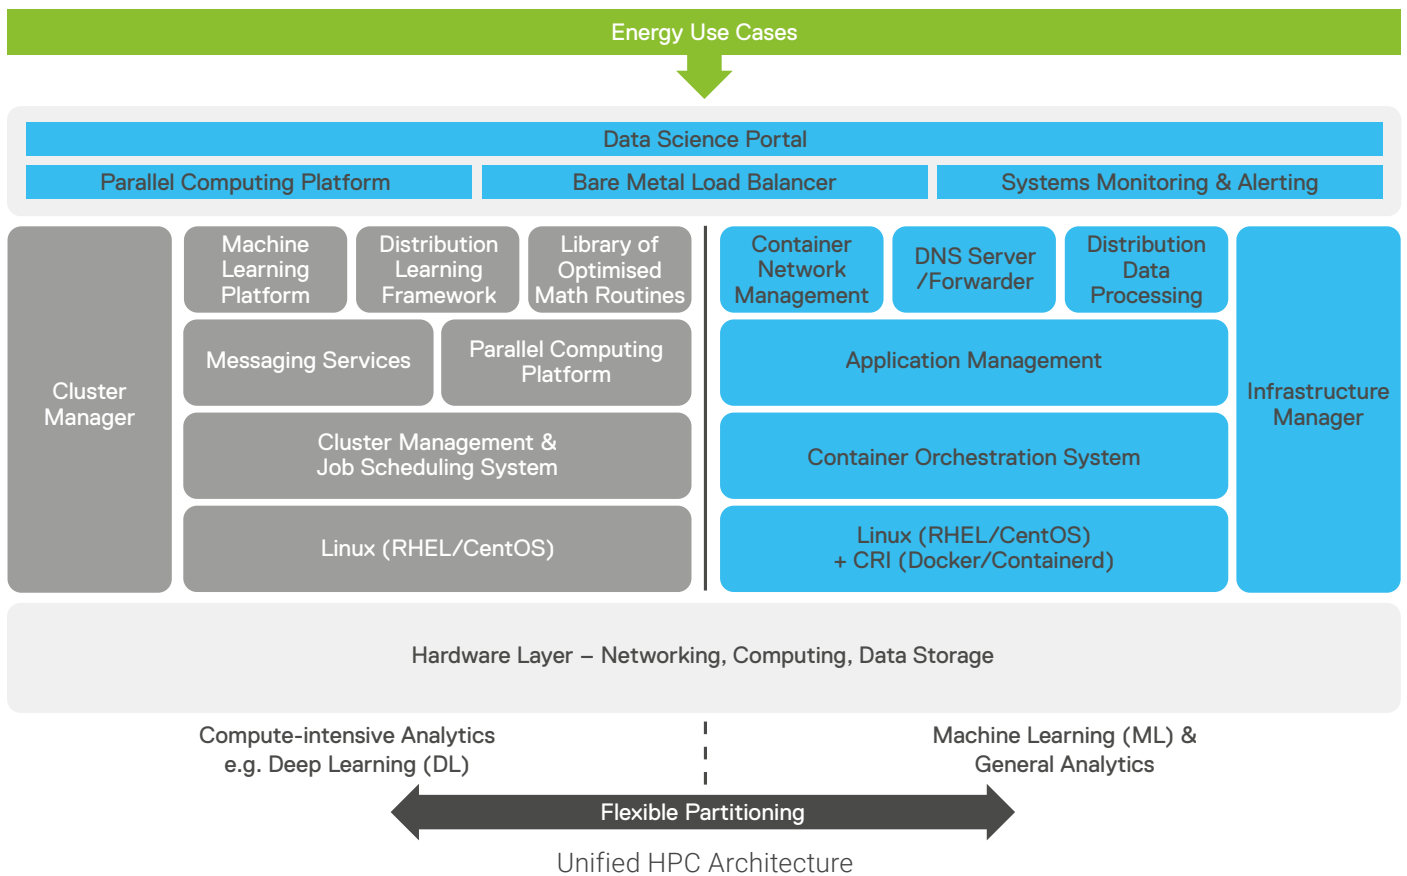 Energy Use Cases
Data Science Portal
Parallel Computing Platform
Bare Metal Load Balancer
Systems Monitoring & Alerting
Cluster
Manager
Machine
Learning
Platform
Distribution
Learning
Framework
Library of
Optimised
Math Routines
Messaging Services
Parallel Computing
Platform
Cluster Management &
Job Scheduling System
Linux (RHEL/CentOS)
Container
Network
Management
DNS Server
/Forwarder
Distribution
Data
Processing
Application Management
Container Orchestration System
Linux (RHEL/CentOS)
+ CRI (Docker/Containerd)
Infrastructure
Manager
Hardware Layer – Networking, Computing, Data Storage
Compute-intensive Analytics
e.g. Deep Learning (DL)
Machine Learning (ML) &
General Analytics
Flexible Partitioning
Unified HPC Architecture